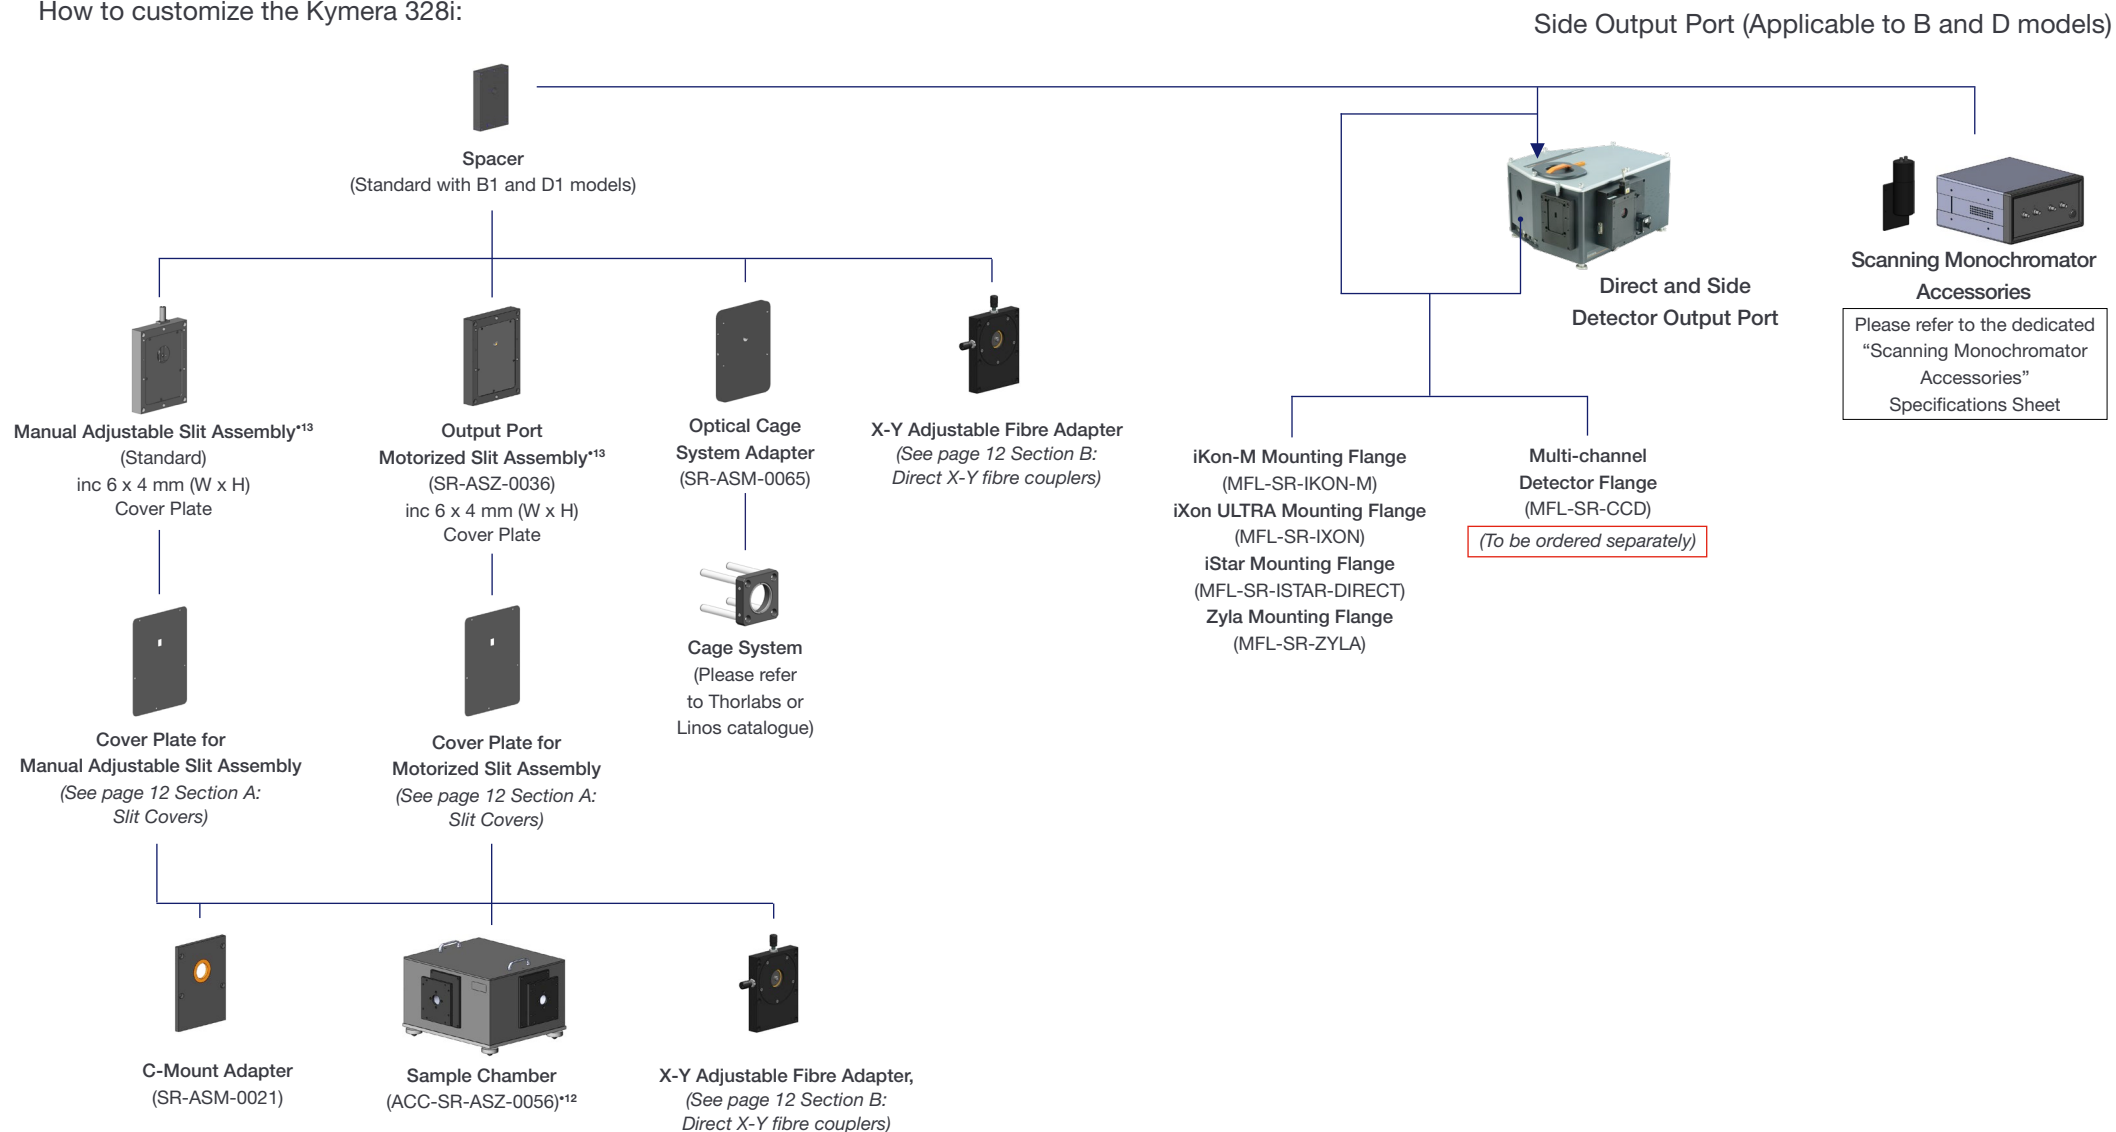 How to customize the Kymera 328i:
Side Output Port (Applicable to B and D models)
Spacer
(Standard with B1 and D1 models)
Manual Adjustable Slit Assembly•13
(Standard)
inc 6 x 4 mm (W x H)
Cover Plate
Output Port
Motorized Slit Assembly•13
(SR-ASZ-0036)
inc 6 x 4 mm (W x H)
Cover Plate
Optical Cage
System Adapter
(SR-ASM-0065)
X-Y Adjustable Fibre Adapter
(See page 12 Section B:
Direct X-Y fibre couplers)
Direct and Side
Detector Output Port
Scanning Monochromator
Accessories
Please refer to the dedicated
“Scanning Monochromator
Accessories”
Specifications Sheet
iKon-M Mounting Flange
(MFL-SR-IKON-M)
iXon ULTRA Mounting Flange
(MFL-SR-IXON)
iStar Mounting Flange
(MFL-SR-ISTAR-DIRECT)
Zyla Mounting Flange
(MFL-SR-ZYLA)
Multi-channel
Detector Flange
(MFL-SR-CCD)
(To be ordered separately)
Cage System
(Please refer
to Thorlabs or
Linos catalogue)
Cover Plate for
Manual Adjustable Slit Assembly
(See page 12 Section A:
Slit Covers)
Cover Plate for
Motorized Slit Assembly
(See page 12 Section A:
Slit Covers)
C-Mount Adapter
(SR-ASM-0021)
Sample Chamber
(ACC-SR-ASZ-0056)•12
X-Y Adjustable Fibre Adapter,
(See page 12 Section B:
Direct X-Y fibre couplers)